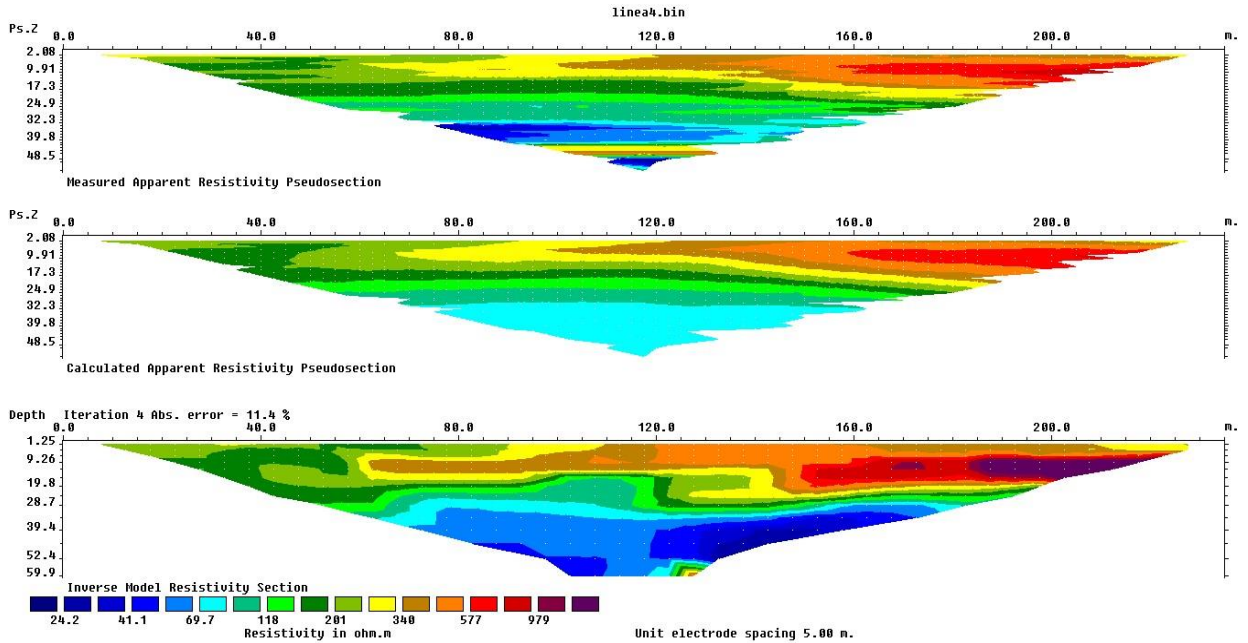 linea4.bin
Ps.Z 0.0 40.0 80.0 120.0 160.0 200.0 m.
2.08
9.91
17.3
24.9
32.3
39.8
48.5
Measured Apparent Resistivity Pseudosection
Ps.Z 0.0 40.0 80.0 120.0 160.0 200.0 m.
2.08
9.91
17.3
24.9
32.3
39.8
48.5
Calculated Apparent Resistivity Pseudosection
Depth Iteration 4 Abs. error = 11.4 %
0.0 40.0 80.0 120.0 160.0 200.0 m.
1.25
9.26
19.8
28.7
39.4
52.4
59.9
Inverse Model Resistivity Section
24.2 41.1 69.7 118 201 340 577 979
Resistivity in ohm.m Unit electrode spacing 5.00 m.